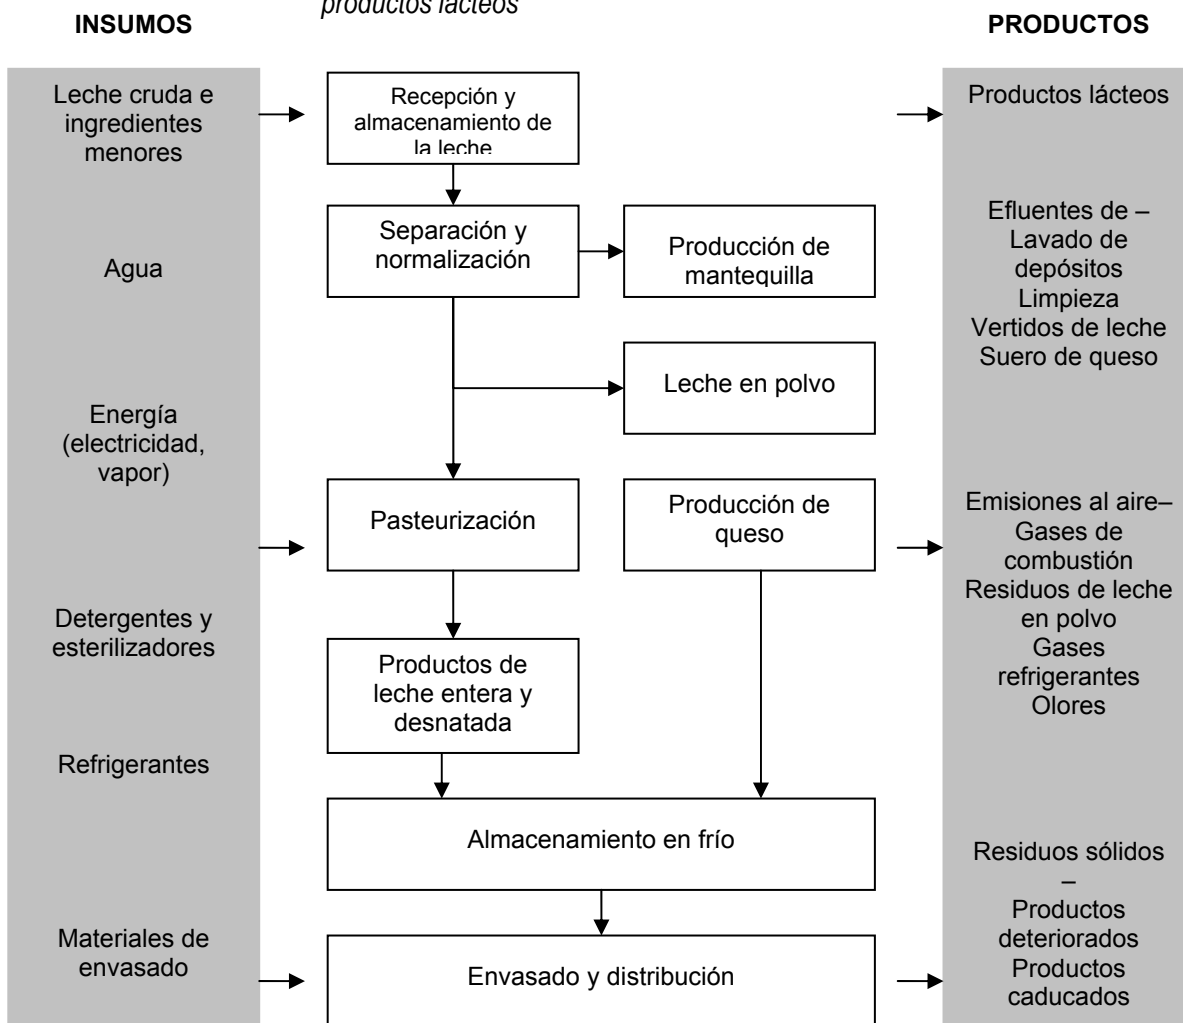 productos lácteos
INSUMOS
PRODUCTOS
Leche cruda e
ingredientes
menores
Agua
Energía
(electricidad,
vapor)
Detergentes y
esterilizadores
Refrigerantes
Materiales de
envasado
Recepción y
almacenamiento de
la leche
Separación y
normalización
Producción de
mantequilla
Leche en polvo
Pasteurización
Producción de
queso
Productos de
leche entera y
desnatada
Almacenamiento en frío
Envasado y distribución
Productos lácteos
Efluentes de –
Lavado de
depósitos
Limpieza
Vertidos de leche
Suero de queso
Emisiones al aire–
Gases de
combustión
Residuos de leche
en polvo
Gases
refrigerantes
Olores
Residuos sólidos
–
Productos
deteriorados
Productos
caducados